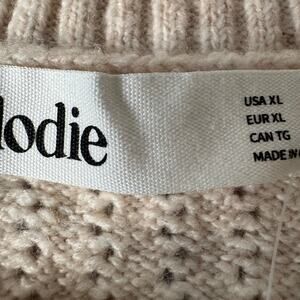 lodie
USA XL
EUR XL
CAN TG
MADE IN